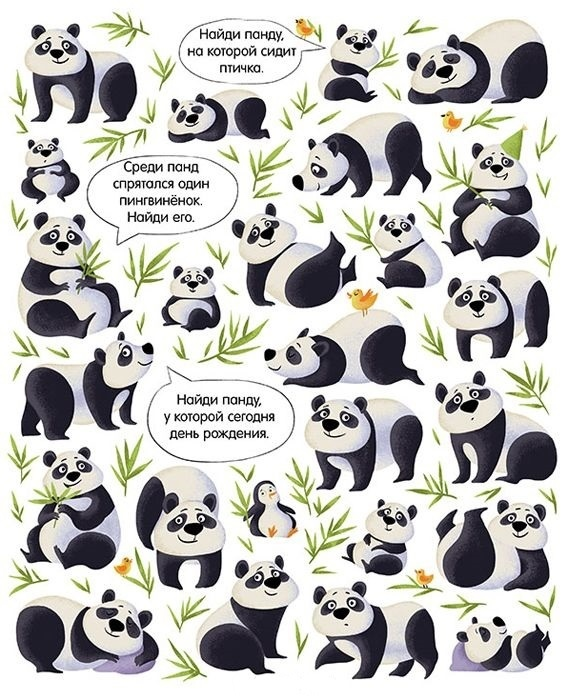 Найди панду,
на которой сидит
птичка.
Среди панд
спрятался один
пингвинёнок.
Найди его.
Найди панду,
у которой сегодня
день рождения.